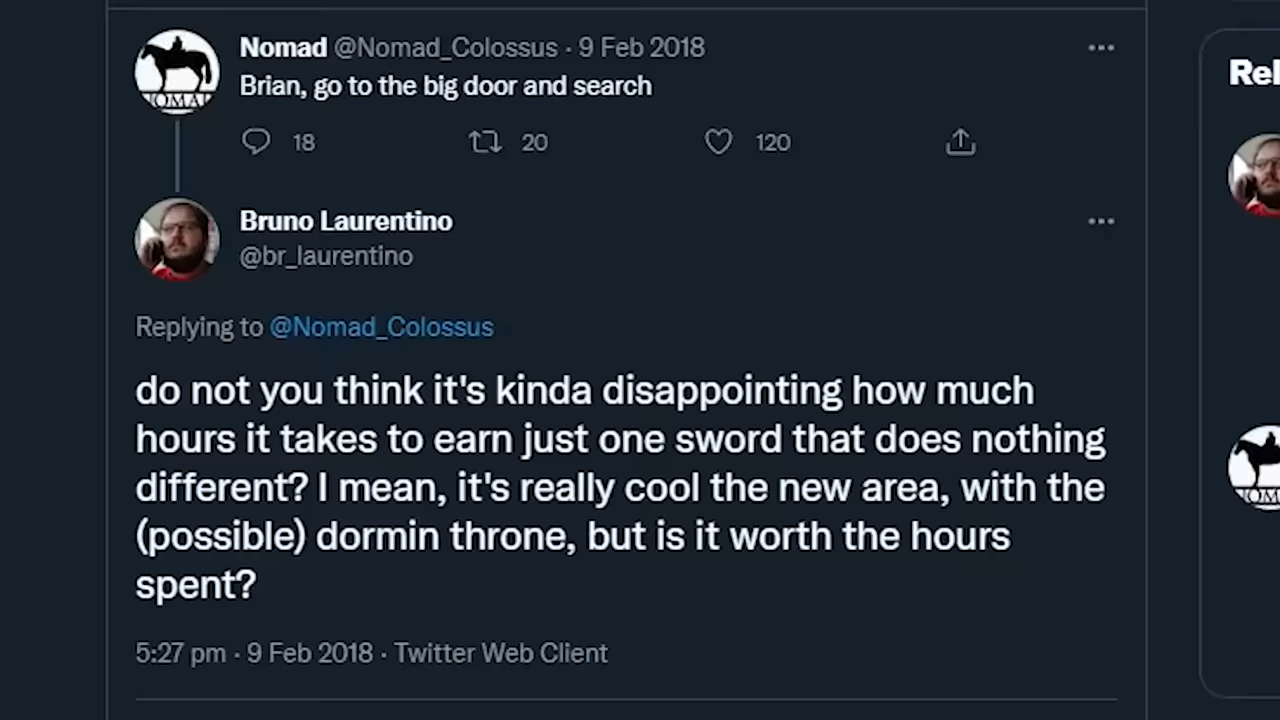 Nomad @Nomad_Colossus · 9 Feb 2018
Brian, go to the big door and search
18 20 120
Bruno Laurentino
@br_laurentino
Replying to @Nomad_Colossus
do not you think it's kinda disappointing how much
hours it takes to earn just one sword that does nothing
different? I mean, it's really cool the new area, with the
(possible) dormin throne, but is it worth the hours
spent?
5:27 pm · 9 Feb 2018 · Twitter Web Client
Rel